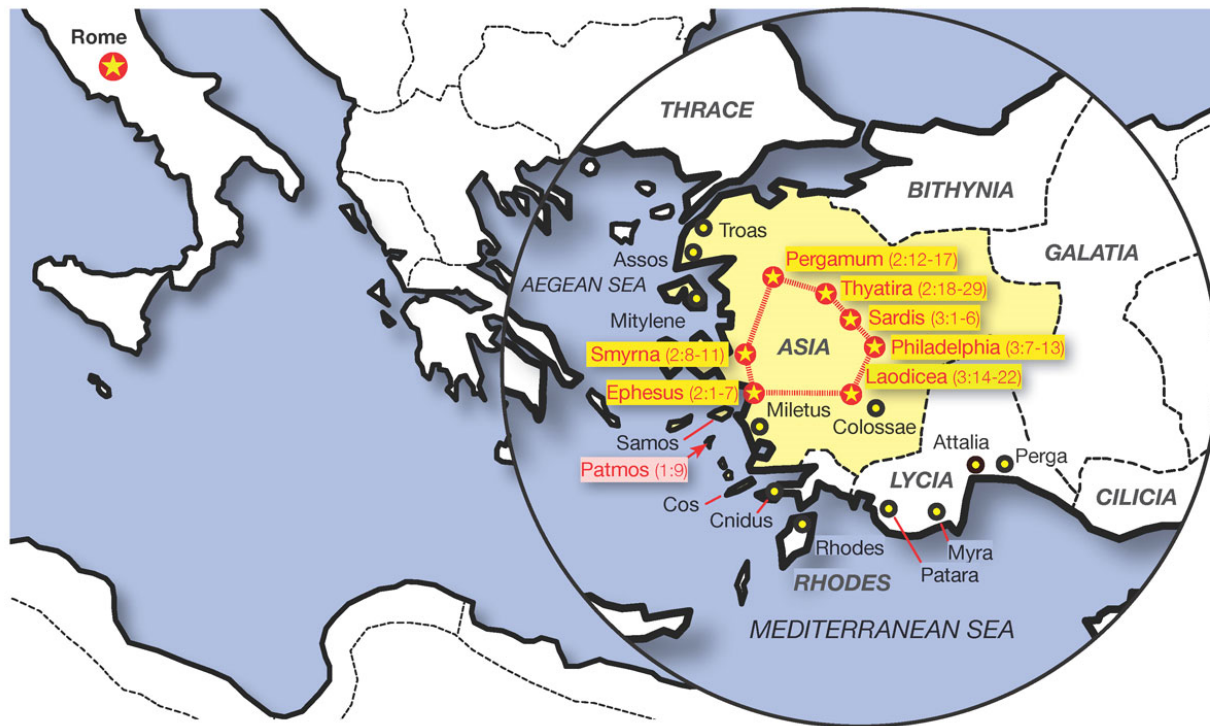 Rome
THRACE
BITHYNIA
GALATIA
Troas
Assos
Pergamum (2:12-17)
AEGEAN SEA
Thyatira (2:18-29)
Mitylene
Sardis (3:1-6)
ASIA
Philadelphia (3:7-13)
Smyrna (2:8-11)
Laodicea (3:14-22)
Ephesus (2:1-7)
Miletus
Colossae
Samos
Attalia
Perga
Patmos (1:9)
LYCIA
CILICIA
Cos
Cnidus
Rhodes
Myra
Patara
RHODES
MEDITERRANEAN SEA